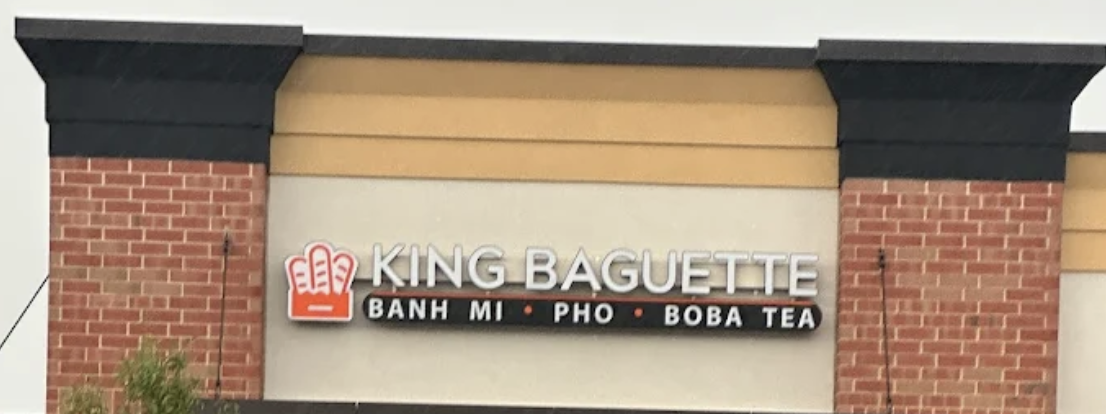 KING BAGUETTE
BANH MI • PHO • BOBA TEA